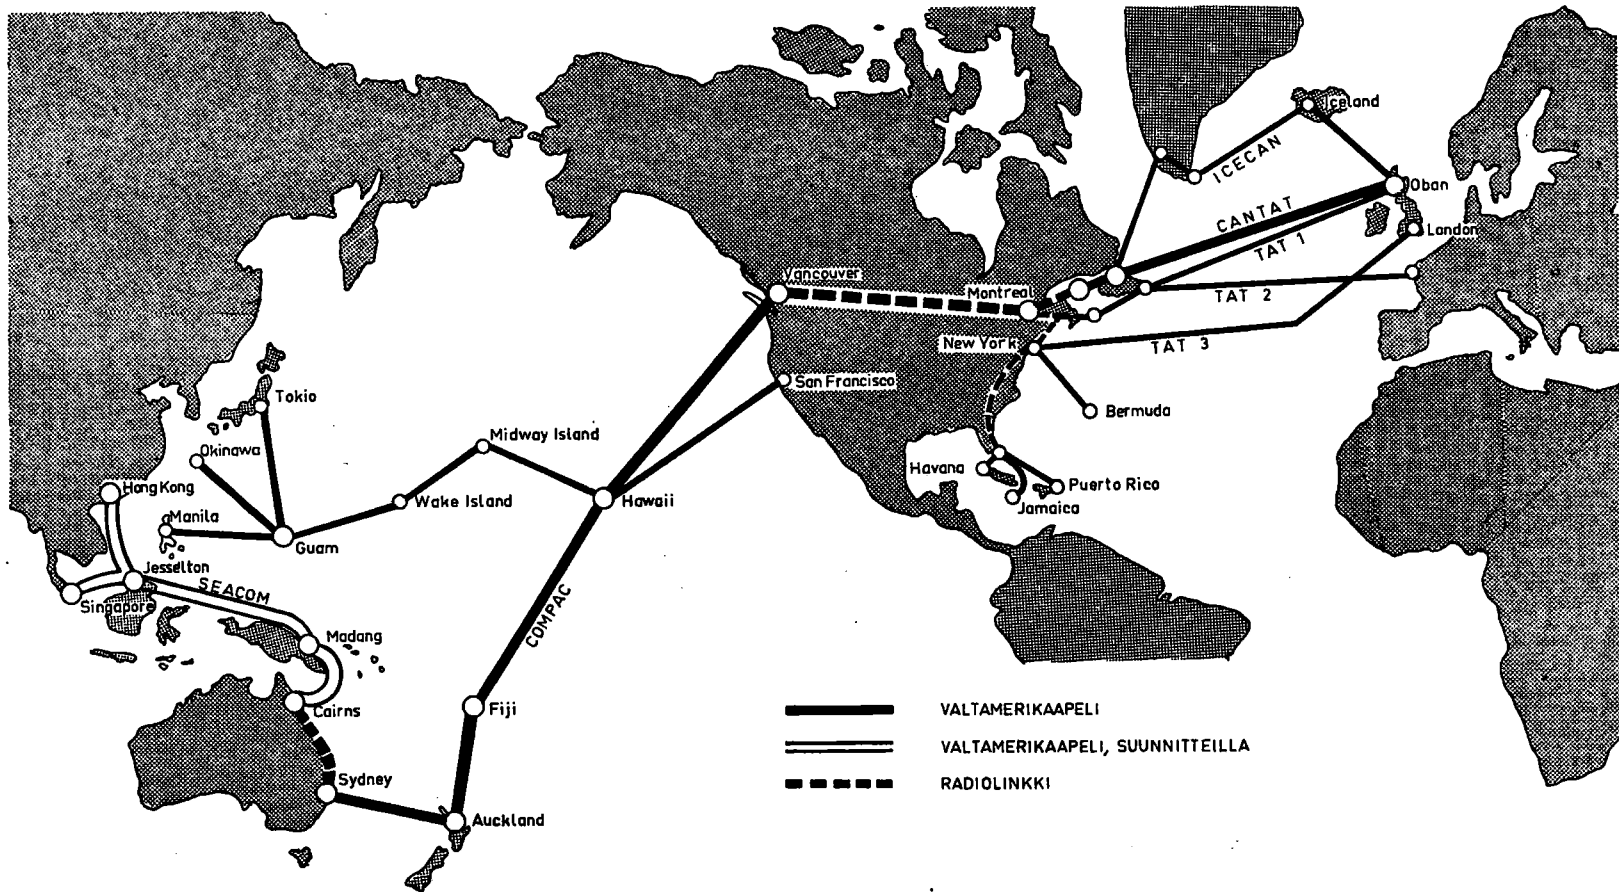 Iceland
ICECAN
Oban
CANTAT
London
TAT 1
Vancouver
Montreal
TAT 2
New York
TAT 3
San Francisco
Tokio
Bermuda
Midway Island
Okinawa
Havana
Puerto Rico
Hong Kong
Wake Island
Hawaii
Jamaica
Manila
Guam
Jesselton
SEACOM
Singapore
COMPAC
Madang
Cairns
Fiji
VALTAMERIKAAPELI
VALTAMERIKAAPELI, SUUNNITTEILLA
Sydney
RADIOLINKKI
Auckland